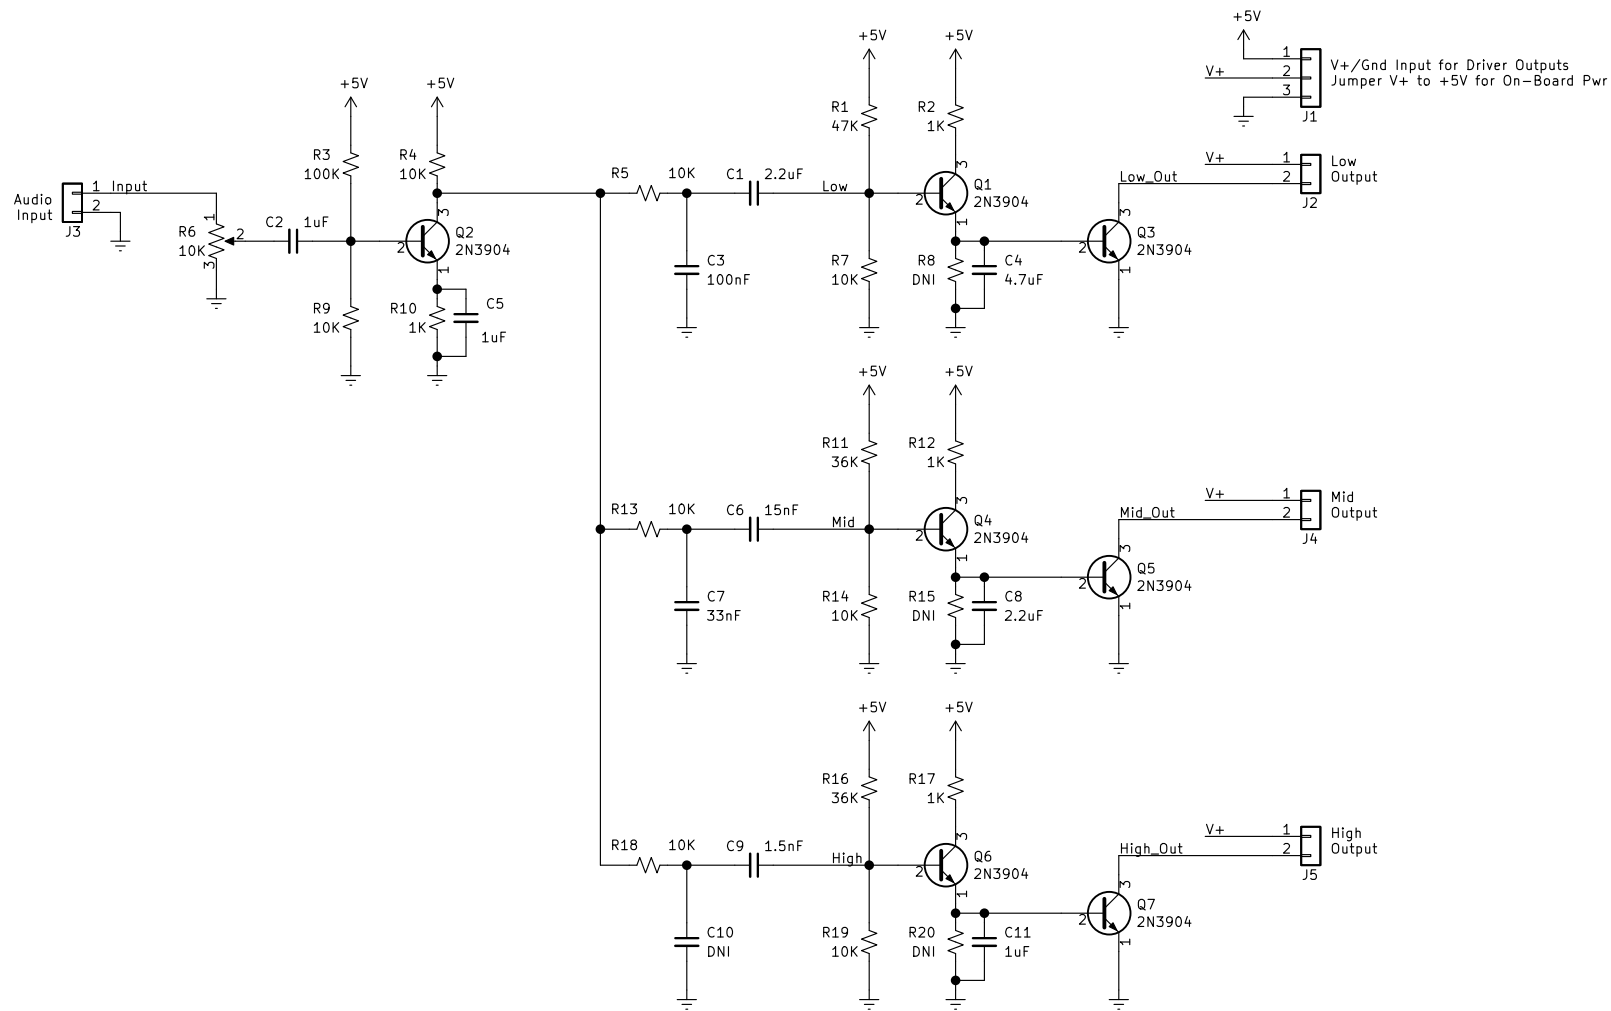 +5V
V+/Gnd Input for Driver Outputs
Jumper V+ to +5V for On-Board Pwr
1
V+
2
3
J1
+5V
+5V
R1
47K
R2
1K
+5V
+5V
R3
100K
R4
10K
V+
1
2
Low
Output
J2
Low_Out
Audio
Input
1
Input
2
J3
R6
10K
1
2
3
C2
1uF
2
3
1
Q2
2N3904
R9
10K
R10
1K
C5
1uF
R5
10K
C1
2.2uF
Low
C3
100nF
R7
10K
2
3
1
Q1
2N3904
R8
DNI
C4
4.7uF
2
3
1
Q3
2N3904
+5V
+5V
R11
36K
R12
1K
V+
1
2
Mid
Output
J4
Mid_Out
R13
10K
C6
15nF
Mid
C7
33nF
R14
10K
2
3
1
Q4
2N3904
R15
DNI
C8
2.2uF
2
3
1
Q5
2N3904
+5V
+5V
R16
36K
R17
1K
V+
1
2
High
Output
J5
High_Out
R18
10K
C9
1.5nF
High
C10
DNI
R19
10K
2
3
1
Q6
2N3904
R20
DNI
C11
1uF
2
3
1
Q7
2N3904